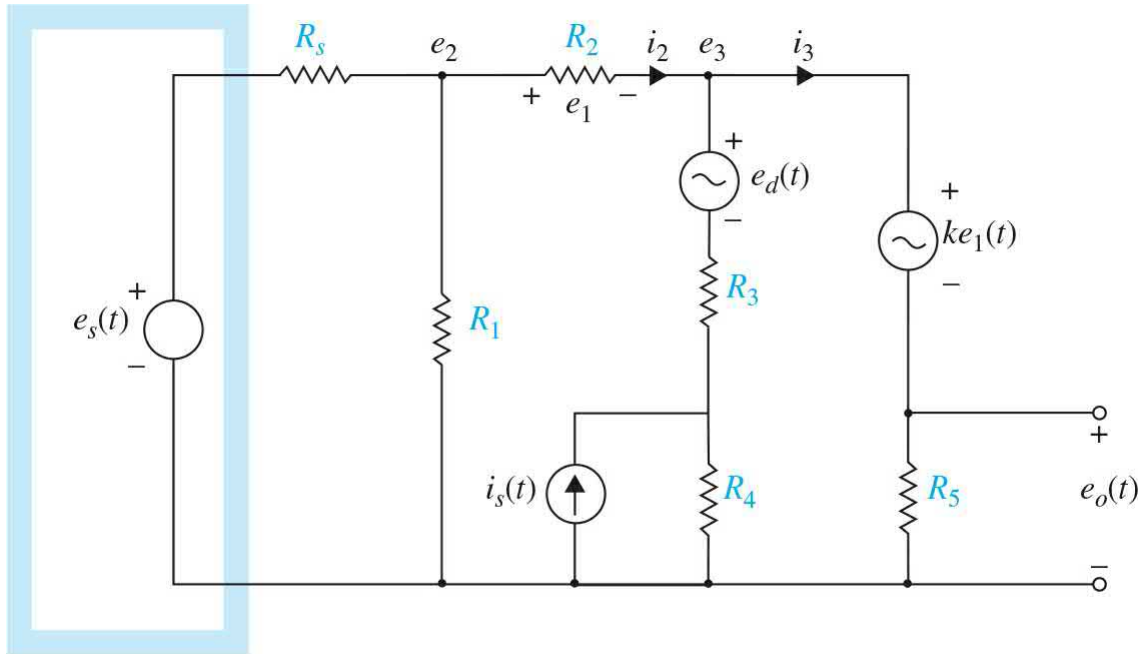 R_s
e_2
R_2
i_2
e_3
i_3
+ e_1 −
+
e_d(t)
−
+
ke_1(t)
−
R_3
+
e_s(t)
−
R_1
i_s(t)
R_4
R_5
+
e_o(t)
−